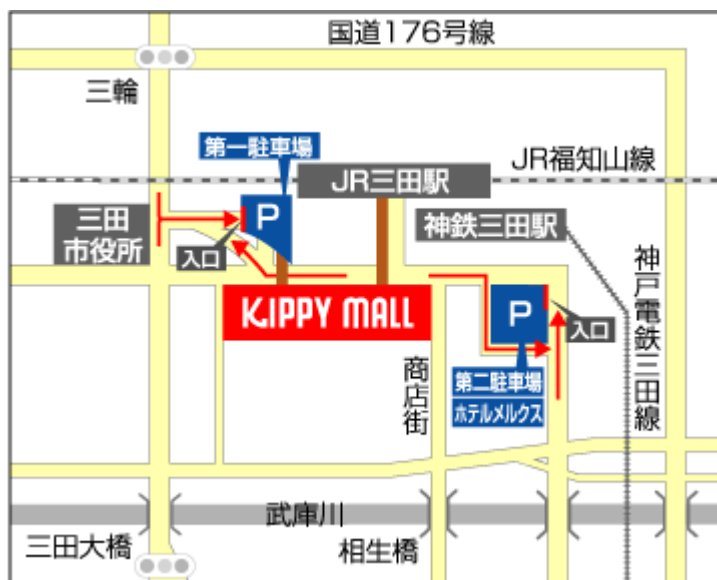 国道176号線
三輪
第一駐車場
JR福知山線
JR三田駅
P
三田
市役所
神鉄三田駅
入口
神戸電鉄三田線
KiPPY MALL
P
入口
商店街
第二駐車場
ホテルメルクス
武庫川
三田大橋
相生橋